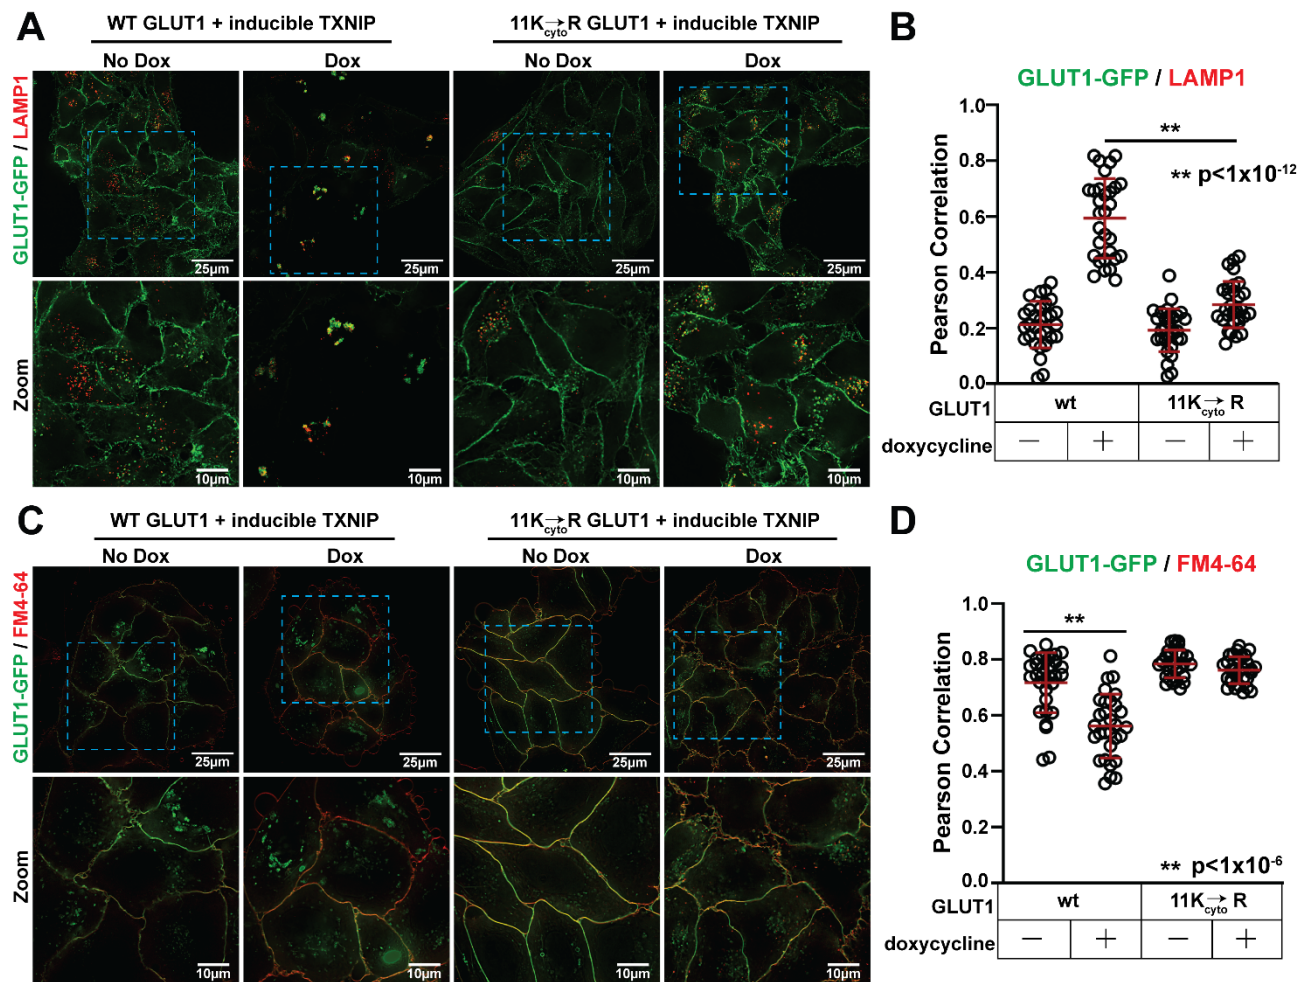 A
WT GLUT1 + inducible TXNIP
11Kcyto→R GLUT1 + inducible TXNIP
No Dox
Dox
No Dox
Dox
GLUT1-GFP / LAMP1
25µm
25µm
25µm
25µm
Zoom
10µm
10µm
10µm
10µm
B
GLUT1-GFP / LAMP1
Pearson Correlation
1.0
0.8
0.6
0.4
0.2
0.0
**
** p<1x10-12
GLUT1
wt
11Kcyto→ R
doxycycline
− + − +
C
WT GLUT1 + inducible TXNIP
11Kcyto→R GLUT1 + inducible TXNIP
No Dox
Dox
No Dox
Dox
GLUT1-GFP / FM4-64
25µm
25µm
25µm
25µm
Zoom
10µm
10µm
10µm
10µm
D
GLUT1-GFP / FM4-64
Pearson Correlation
1.0
0.8
0.6
0.4
0.2
0.0
**
** p<1x10-6
GLUT1
wt
11Kcyto→ R
doxycycline
− + − +